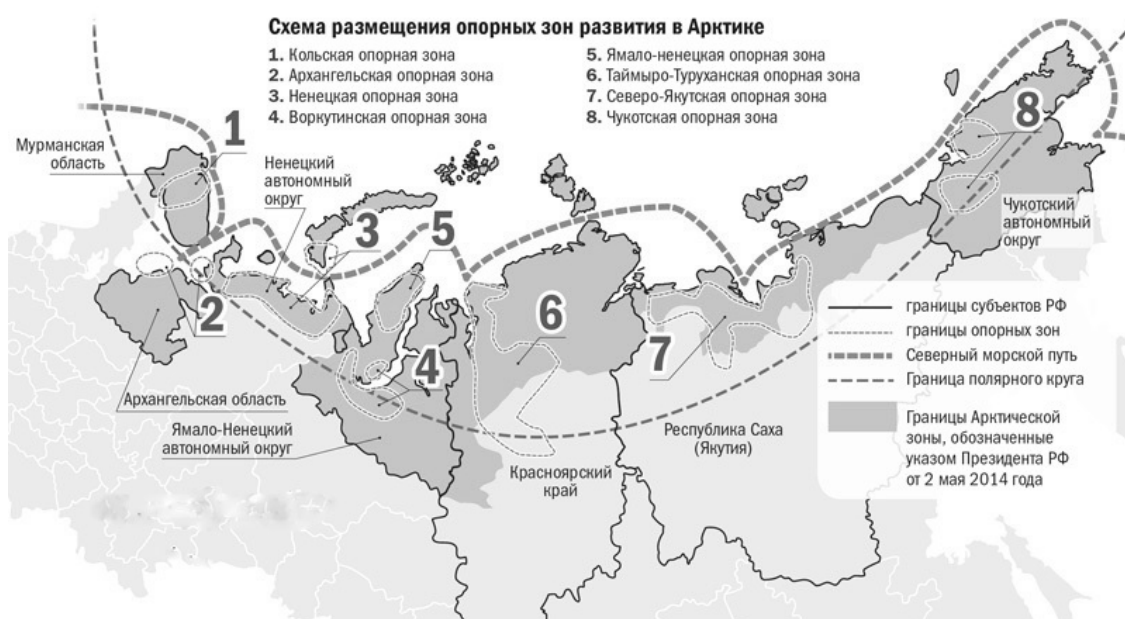 Схема размещения опорных зон развития в Арктике
1. Кольская опорная зона
2. Архангельская опорная зона
3. Ненецкая опорная зона
4. Воркутинская опорная зона
5. Ямало-ненецкая опорная зона
6. Таймыро-Туруханская опорная зона
7. Северо-Якутская опорная зона
8. Чукотская опорная зона
1
Мурманская
область
Ненецкий
автономный
округ
3
5
2
4
6
7
8
Чукотский
автономный
округ
Архангельская область
Ямало-Ненецкий
автономный округ
Красноярский
край
Республика Саха
(Якутия)
границы субъектов РФ
границы опорных зон
Северный морской путь
Граница полярного круга
Границы Арктической
зоны, обозначенные
указом Президента РФ
от 2 мая 2014 года